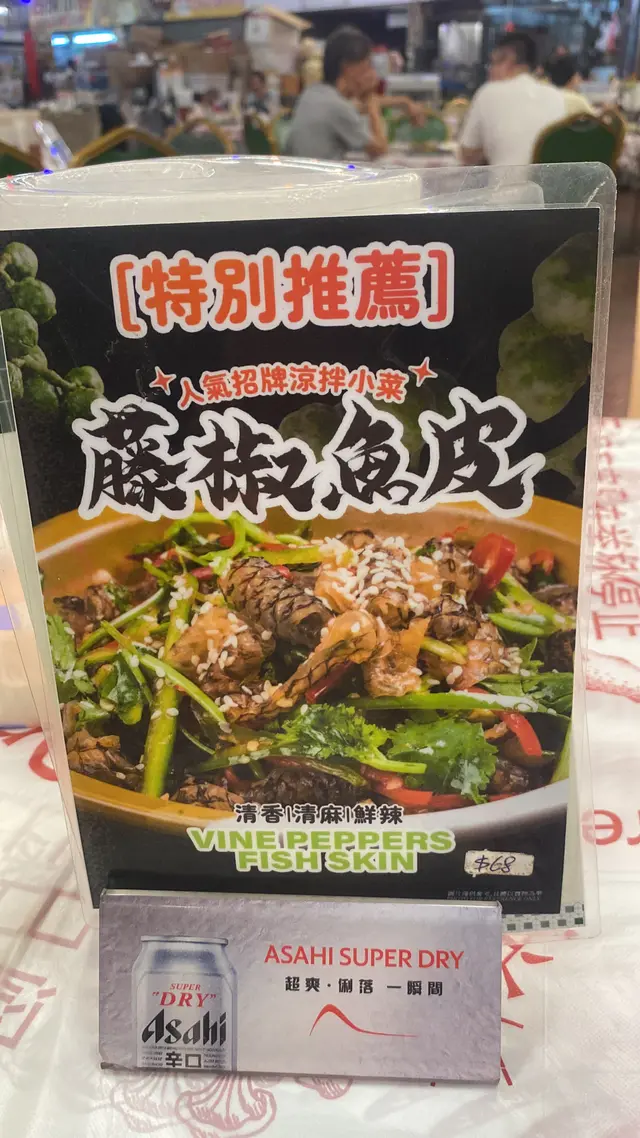 [特別推薦]
人氣招牌涼拌小菜
藤椒魚皮
清香|清麻|鮮辣
VINE PEPPERS
FISH SKIN
$68
ASAHI SUPER DRY
超爽·俐落 一瞬間
SUPER
"DRY"
Asahi
辛口